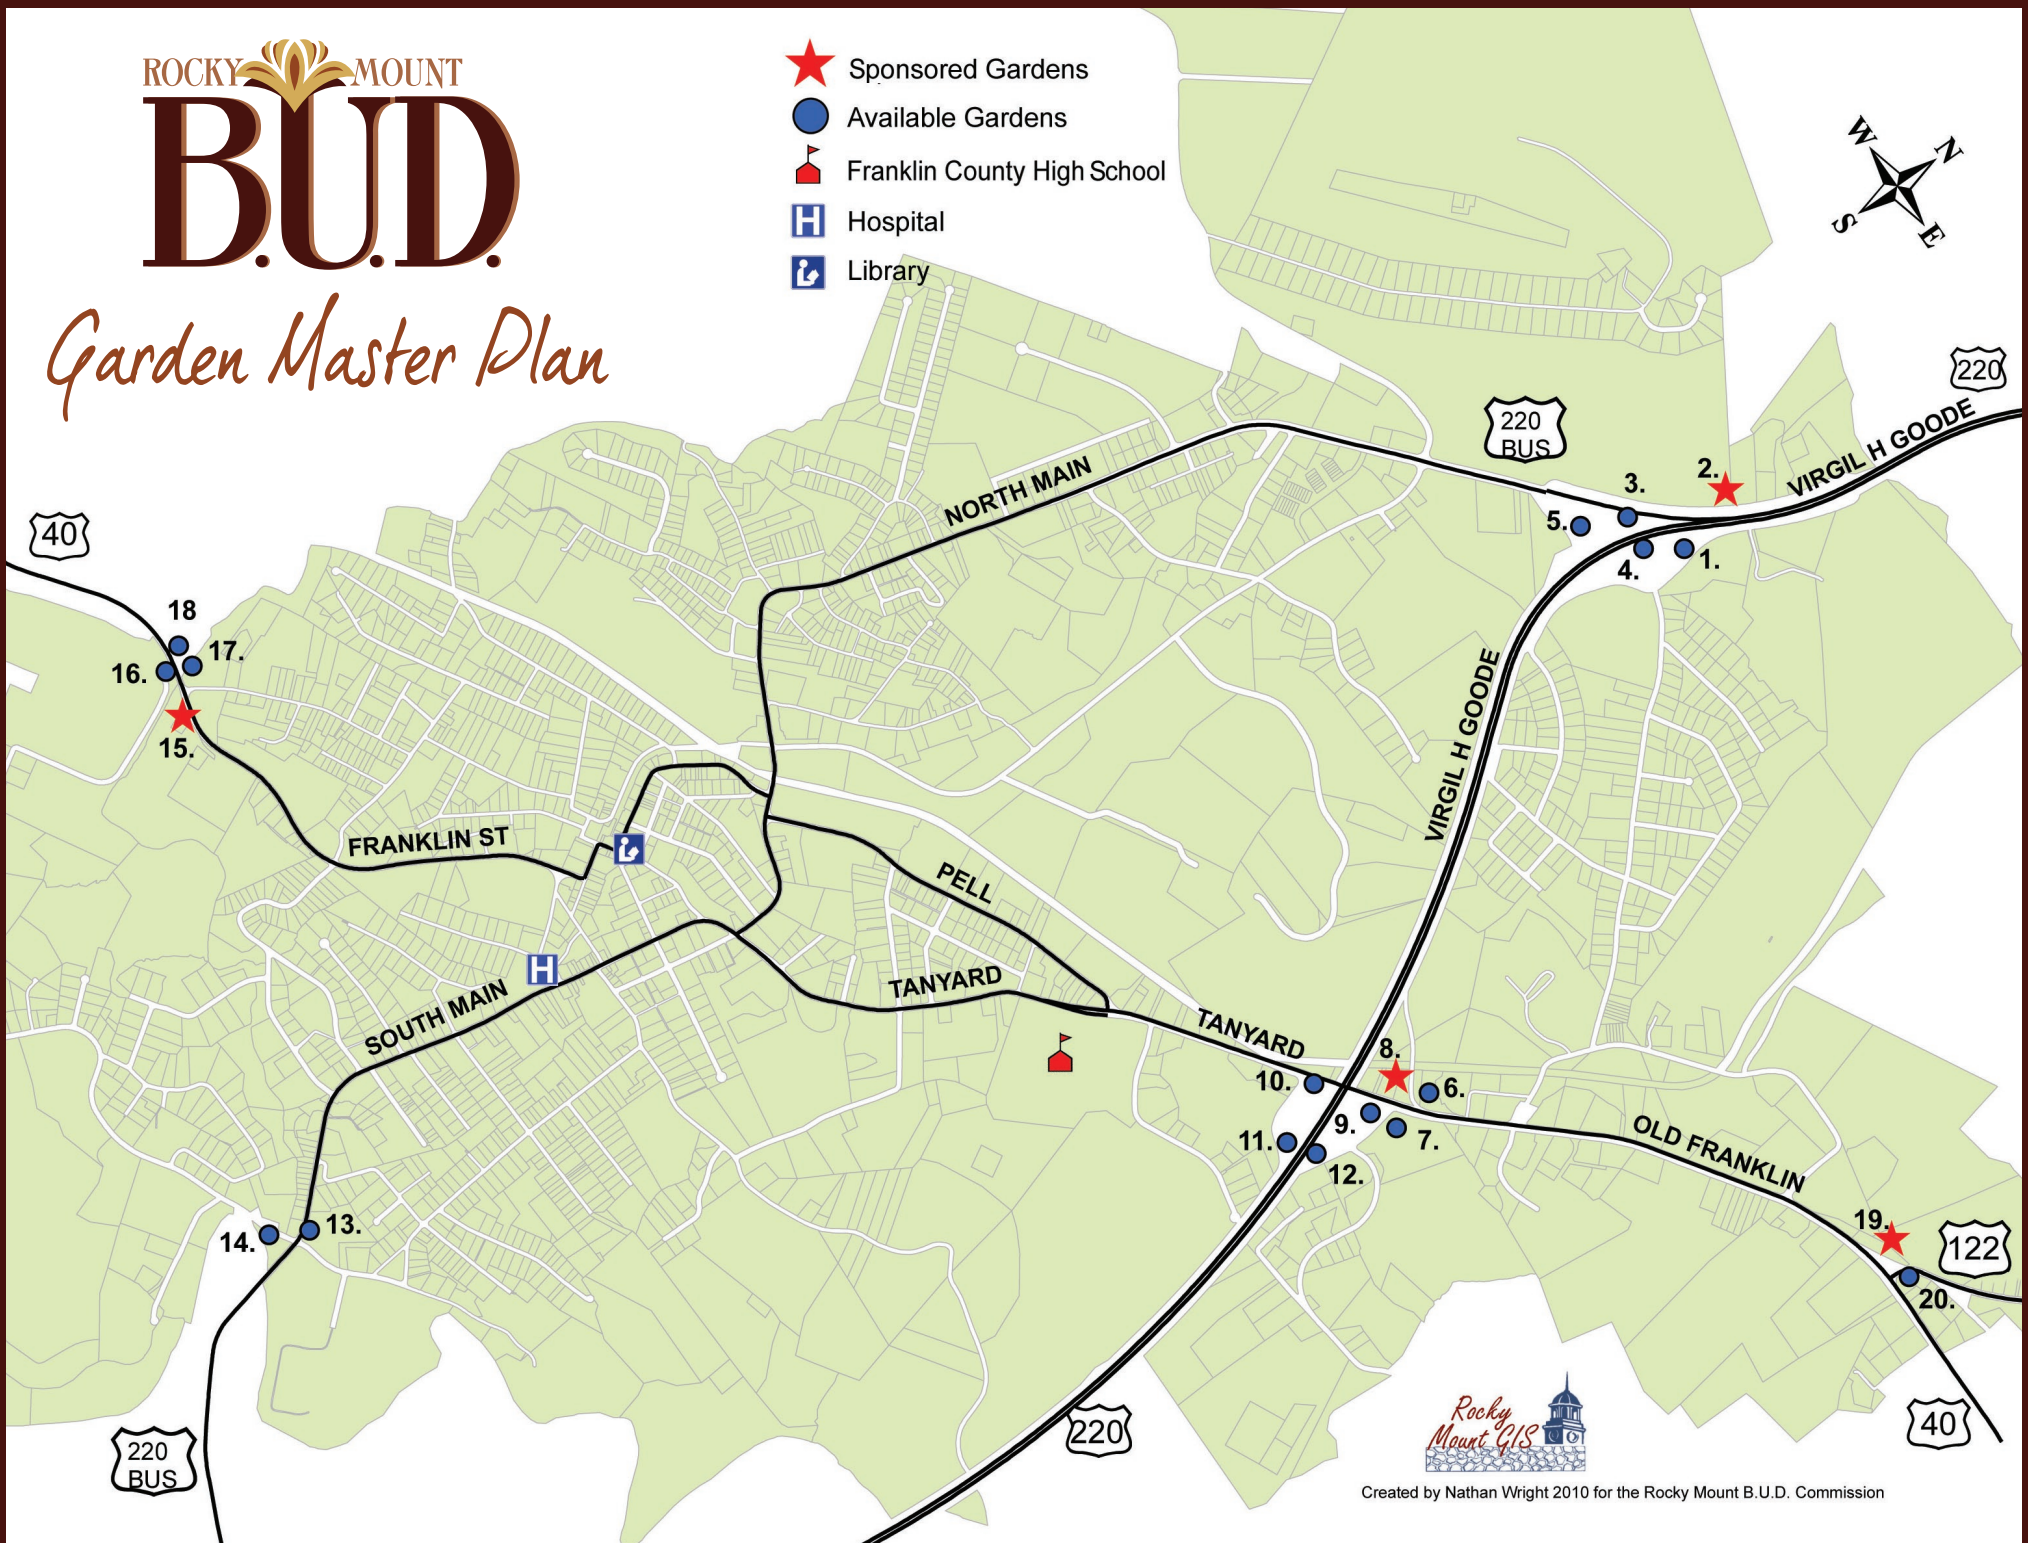 ROCKY MOUNT
B.U.D.
Garden Master Plan
Sponsored Gardens
Available Gardens
Franklin County High School
H
Hospital
Library
W
N
S
E
220
220
BUS
VIRGIL H GOODE
2.
3.
5.
4.
1.
NORTH MAIN
40
18
17.
16.
15.
VIRGIL H GOODE
FRANKLIN ST
PELL
H
TANYARD
SOUTH MAIN
TANYARD
8.
10.
6.
9.
7.
11.
12.
OLD FRANKLIN
13.
14.
19.
122
20.
220
BUS
220
40
Rocky
Mount GIS
Created by Nathan Wright 2010 for the Rocky Mount B.U.D. Commission